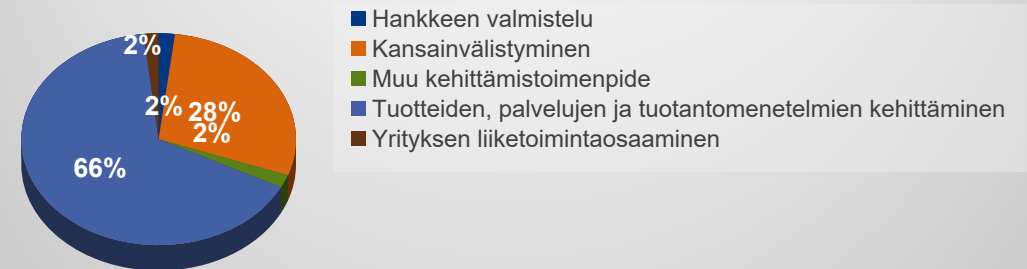 2%
2%
28%
2%
66%
Hankkeen valmistelu
Kansainvälistyminen
Muu kehittämistoimenpide
Tuotteiden, palvelujen ja tuotantomenetelmien kehittäminen
Yrityksen liiketoimintaosaaminen